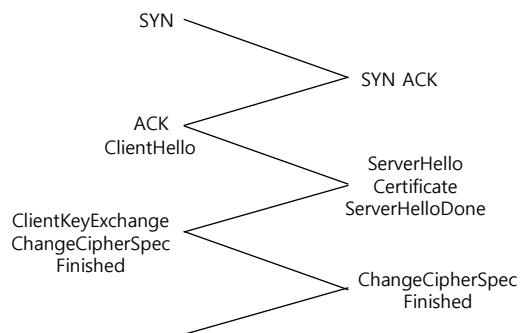 SYN
SYN ACK
ACK
ClientHello
ServerHello
Certificate
ServerHelloDone
ClientKeyExchange
ChangeCipherSpec
Finished
ChangeCipherSpec
Finished